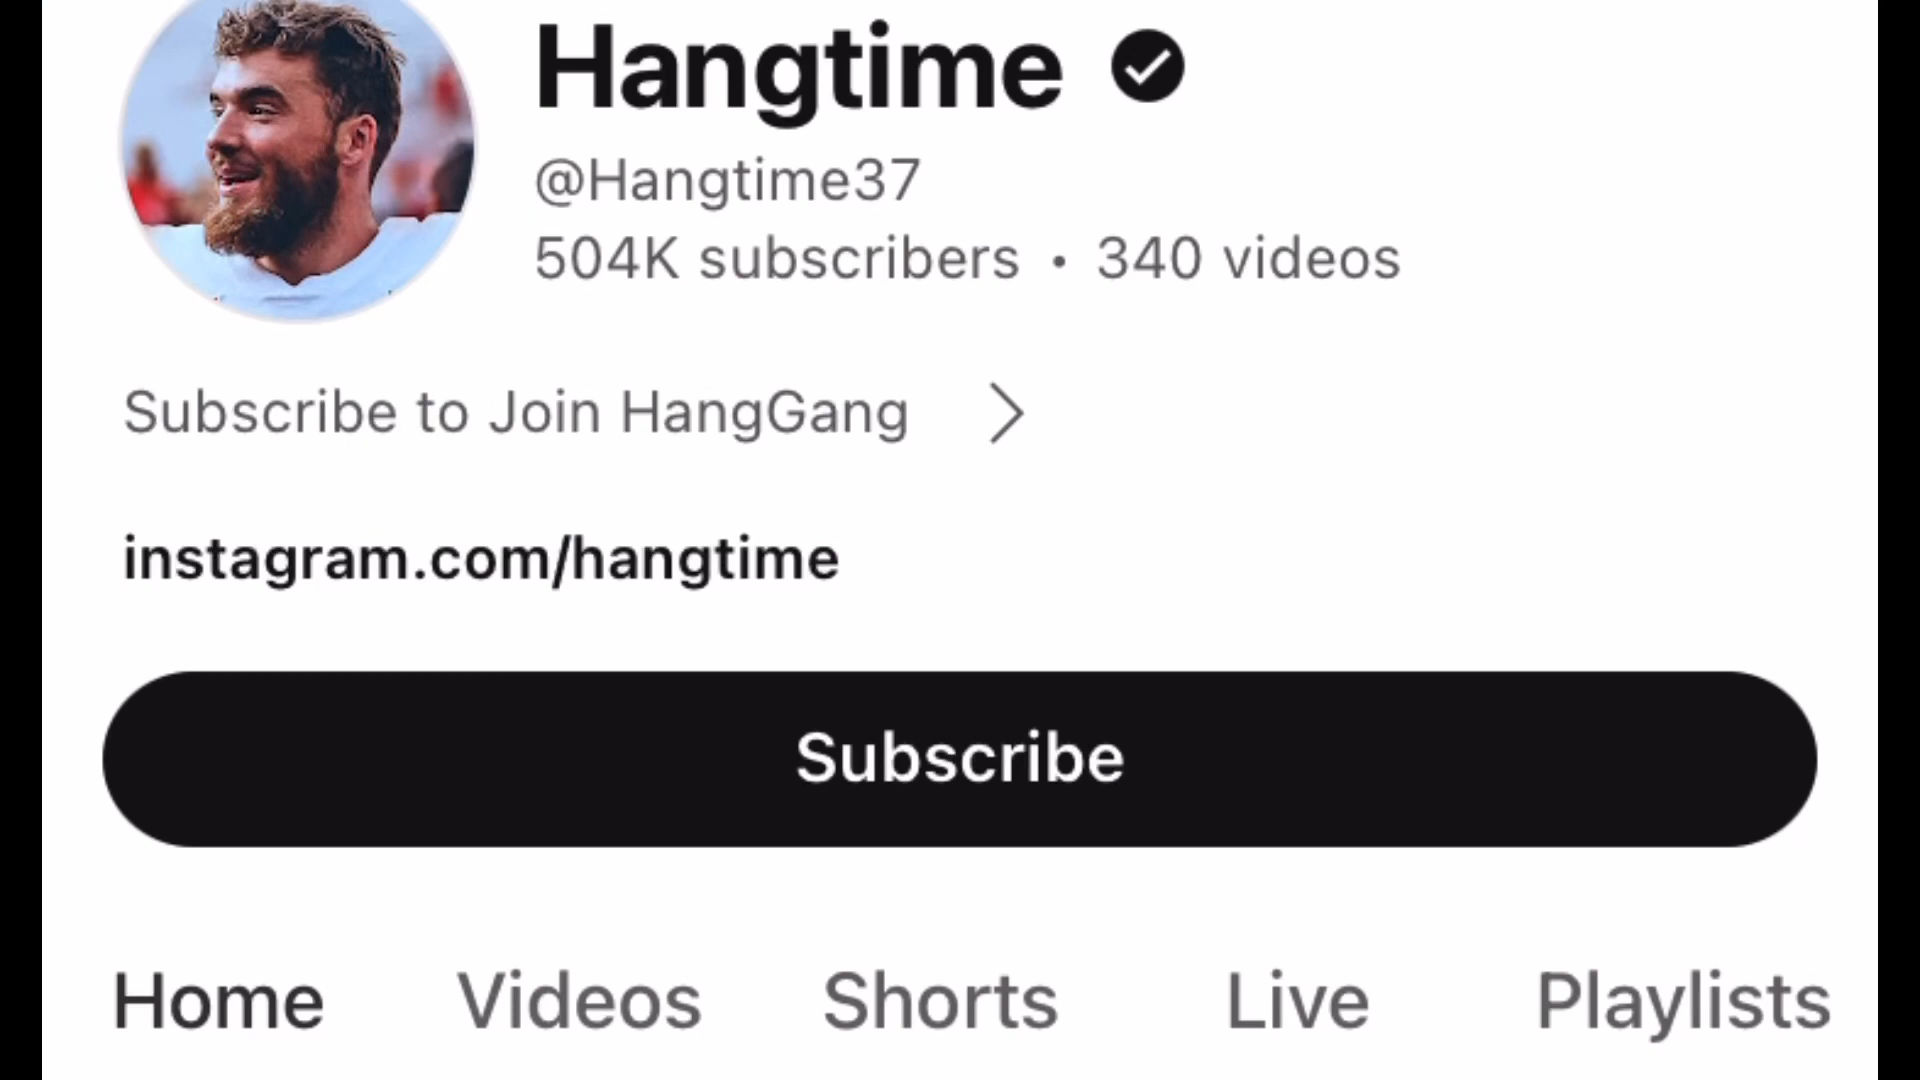 Hangtime
@Hangtime37
504K subscribers • 340 videos
Subscribe to Join HangGang
instagram.com/hangtime
Subscribe
Home Videos Shorts Live Playlists